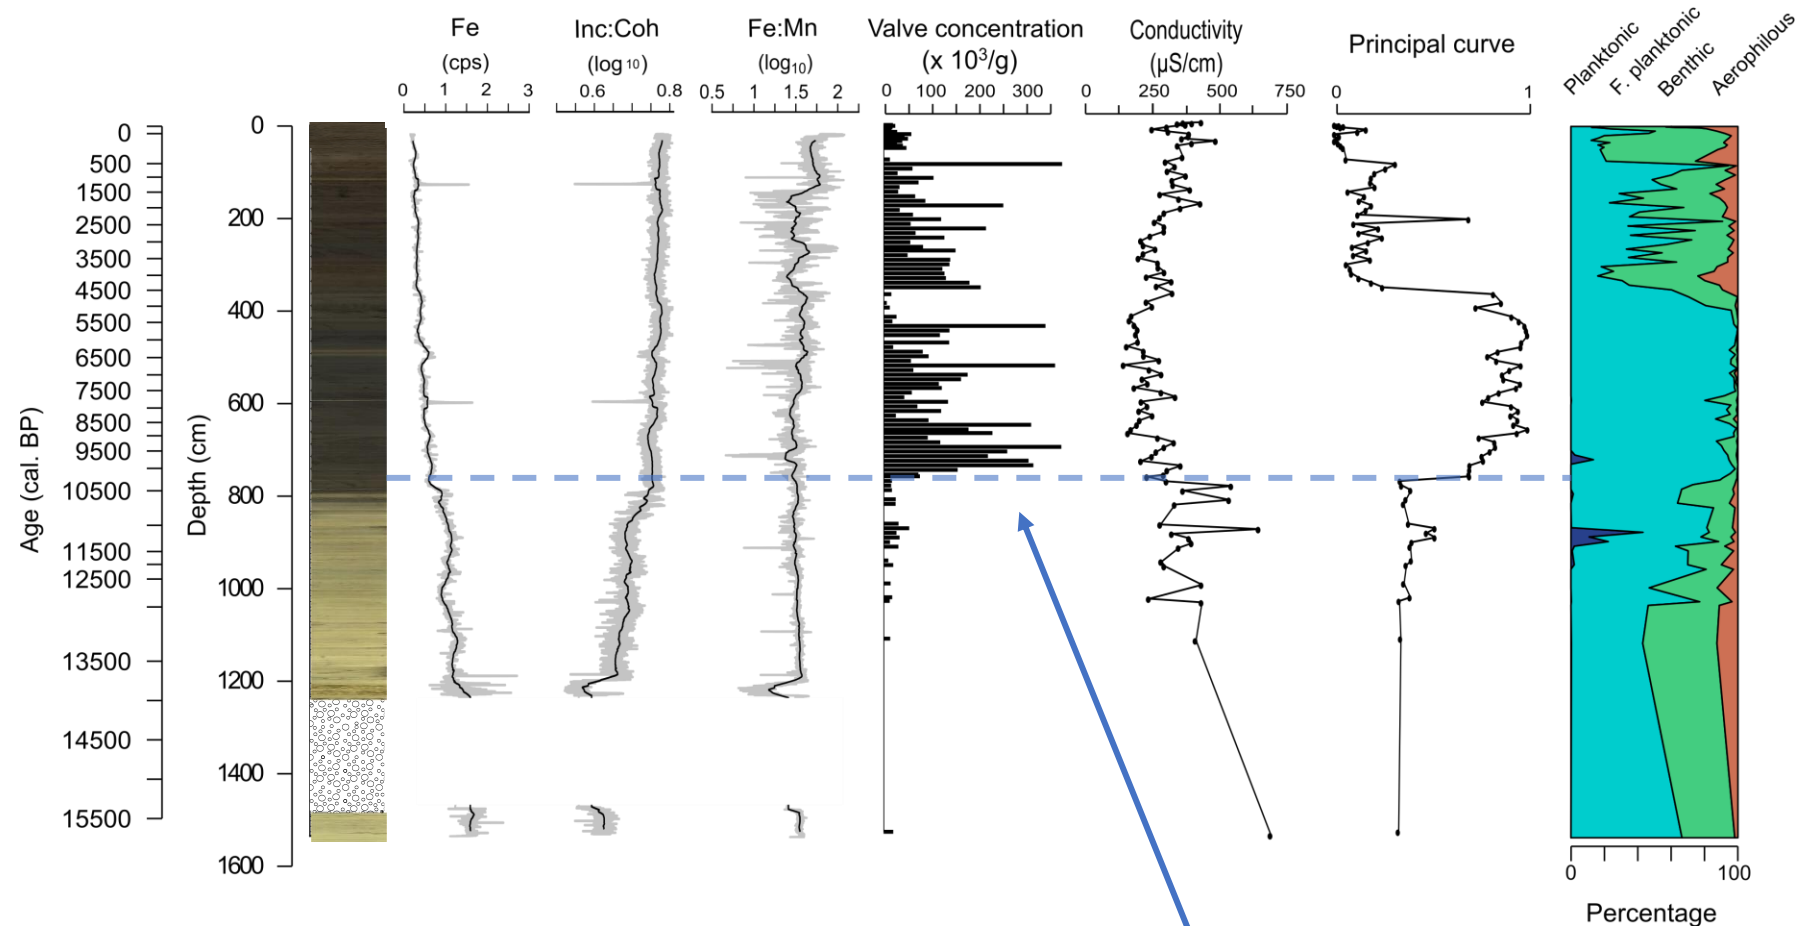 Fe
(cps)
0 1 2 3
Inc:Coh
(log 10)
0.6 0.8
Fe:Mn
(log10)
0.5 1 1.5 2
Valve concentration
(x 10³/g)
0 100 200 300
Conductivity
(µS/cm)
0 250 500 750
Principal curve
0 1
Planktonic
F. planktonic
Benthic
Aerophilous
Age (cal. BP)
0
500
1500
2500
3500
4500
5500
6500
7500
8500
9500
10500
11500
12500
13500
14500
15500
Depth (cm)
0
200
400
600
800
1000
1200
1400
1600
0 100
Percentage